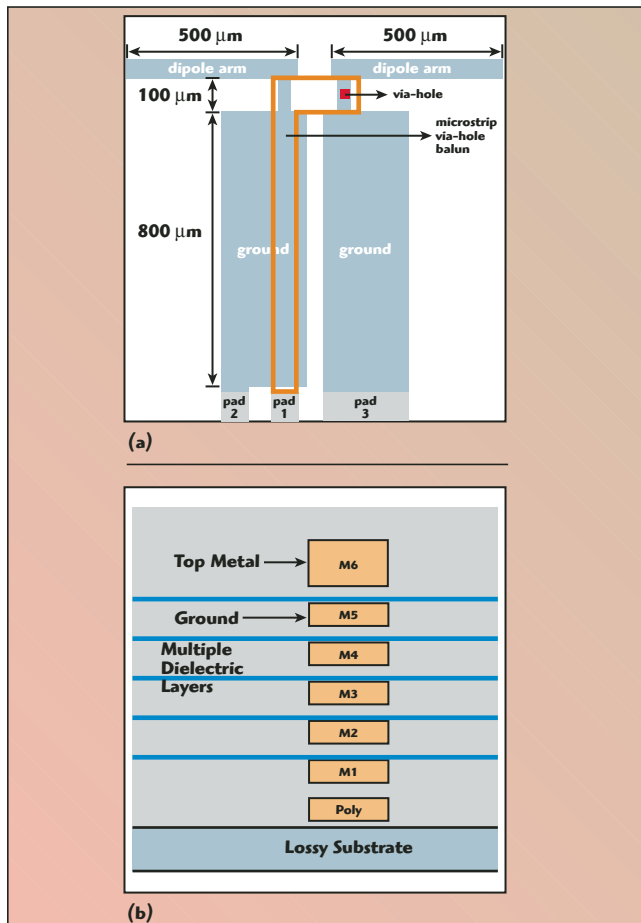 500 µm
500 µm
dipole arm
dipole arm
100 µm
via-hole
microstrip
via-hole
balun
800 µm
ground
ground
pad
2
pad
1
pad
3
(a)
Top Metal
M6
Ground
M5
Multiple
Dielectric
Layers
M4
M3
M2
M1
Poly
Lossy Substrate
(b)